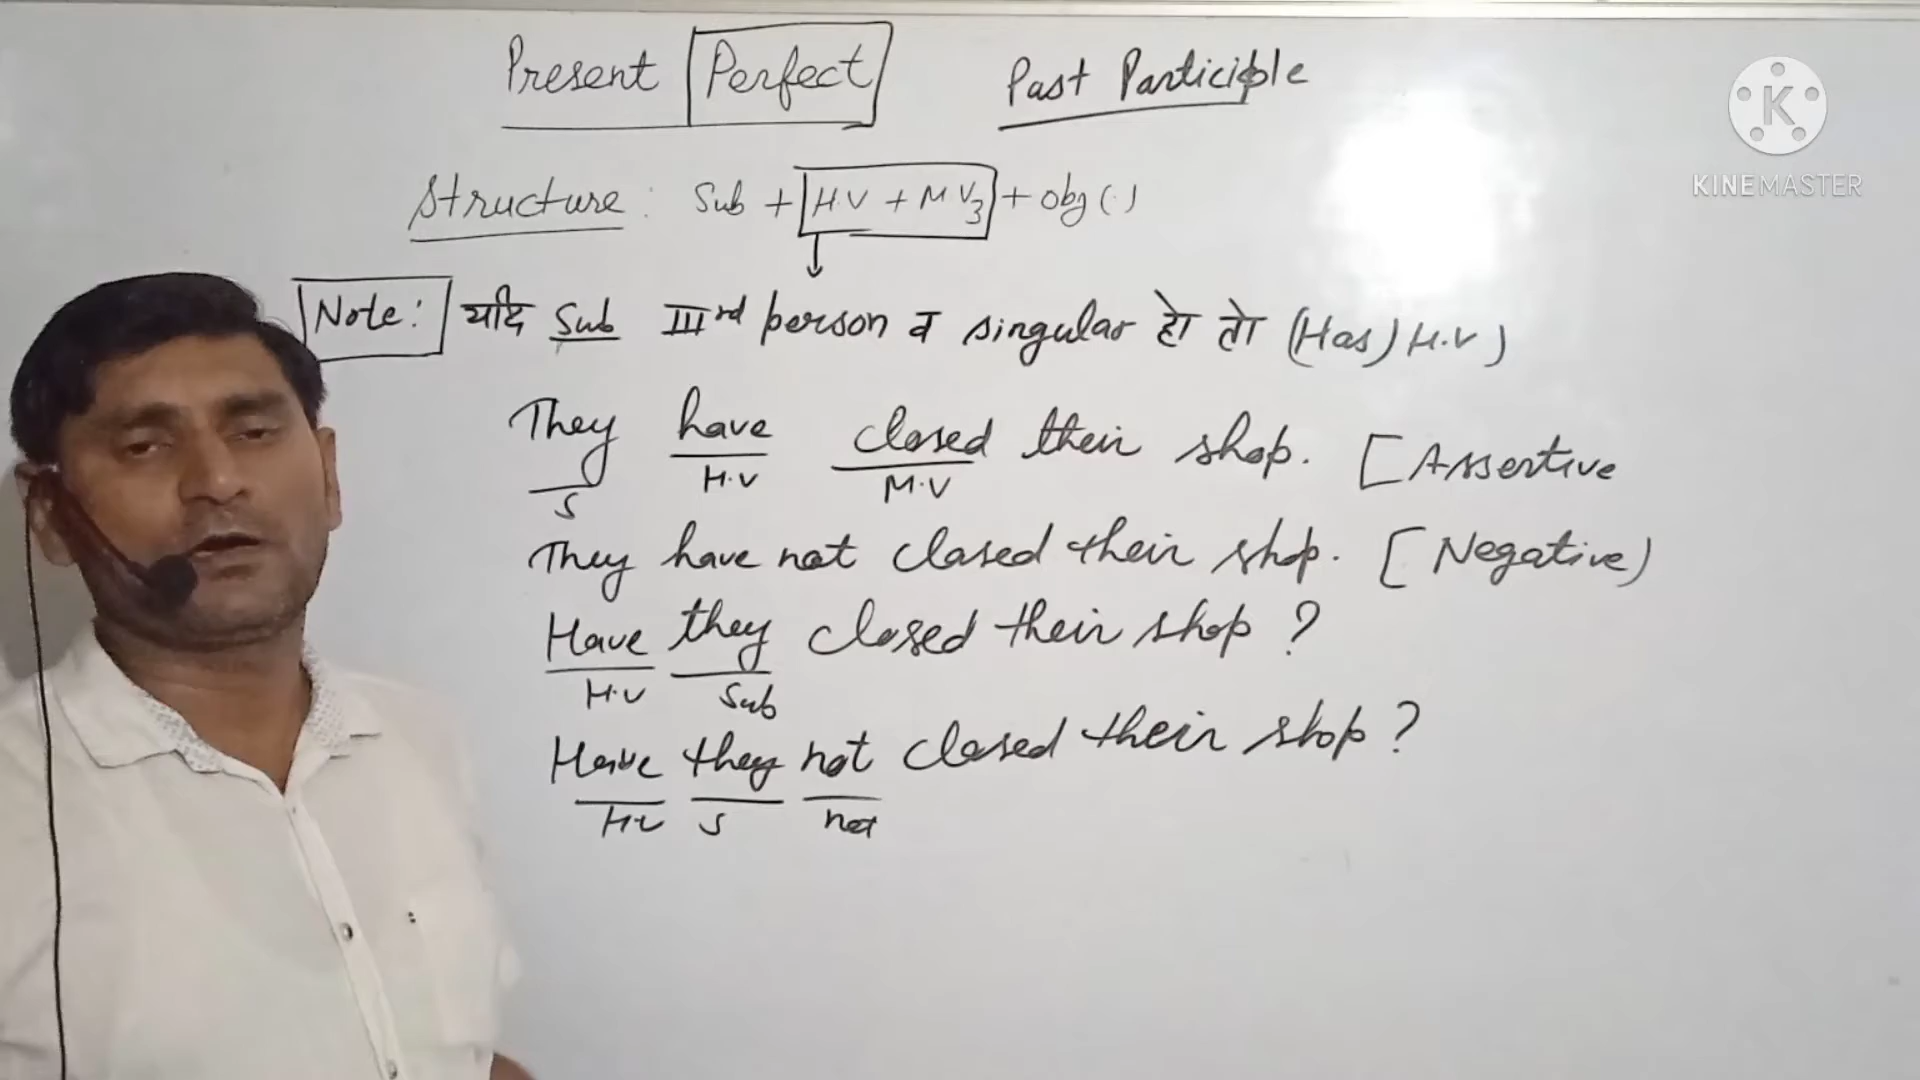 Present Perfect Past Participle
Structure: Sub + H.V + M V3 + obj (.)
Note: यदि Sub IIIrd person व singular हो तो (Has) H.V)
They have closed their shop. [Assertive
S H.V M.V
They have not closed their shop. [Negative)
Have they closed their shop ?
H.V Sub
Have they not closed their shop ?
H.V S not
K
KINEMASTER